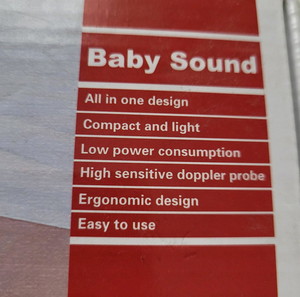 Baby Sound
All in one design
Compact and light
Low power consumption
High sensitive doppler probe
Ergonomic design
Easy to use